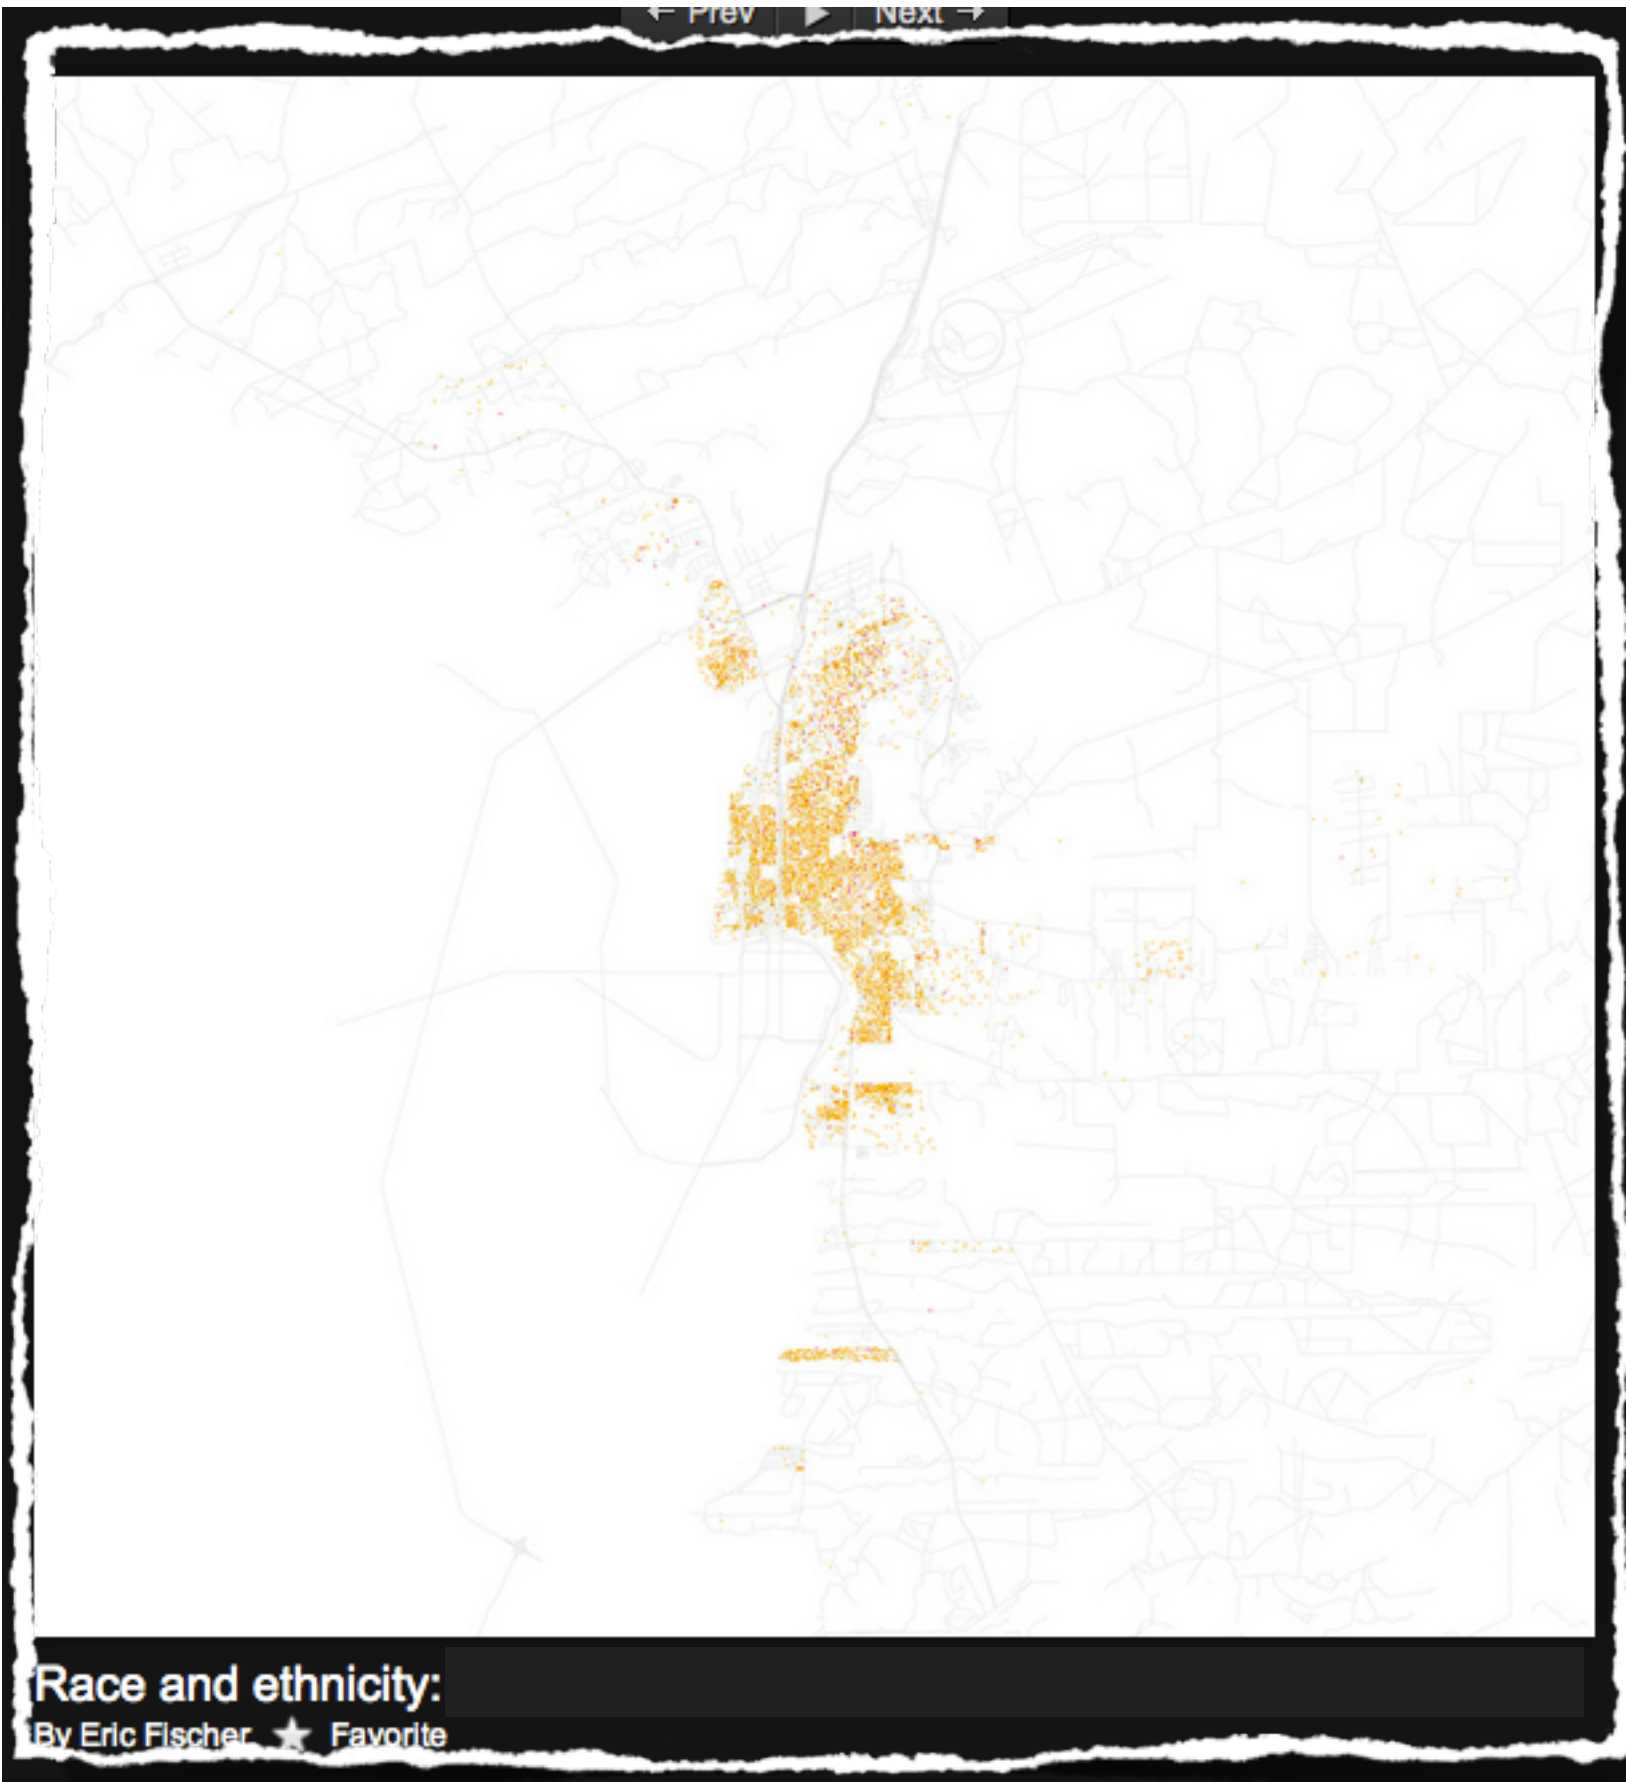 ← Prev ▶ Next →
Race and ethnicity:
By Eric Fischer ★ Favorite